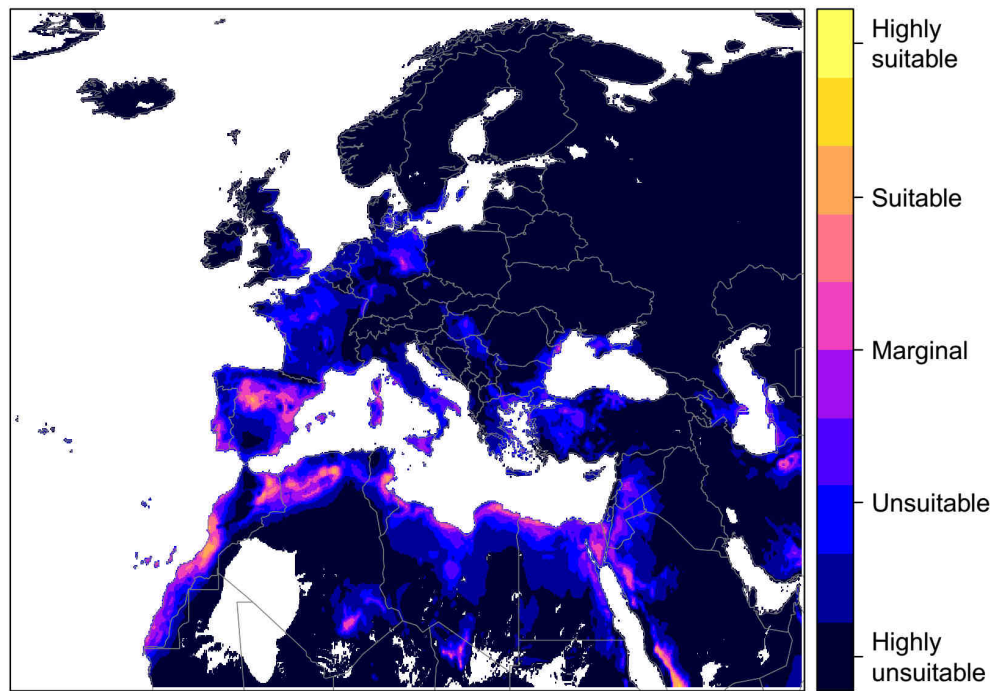 Highly
suitable
Suitable
Marginal
Unsuitable
Highly
unsuitable